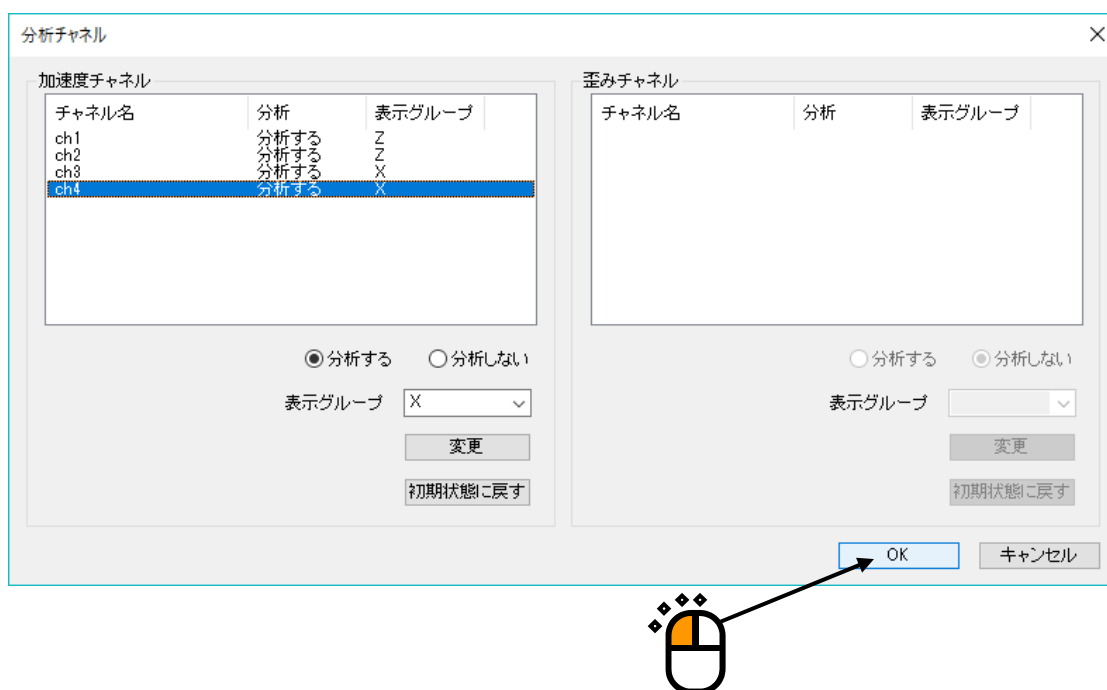 分析チャネル
加速度チャネル
チャネル名 分析 表示グループ
ch1 分析する Z
ch2 分析する Z
ch3 分析する X
ch4 分析する X
分析する 分析しない
表示グループ X
変更
初期状態に戻す
歪みチャネル
チャネル名 分析 表示グループ
分析する 分析しない
表示グループ
変更
初期状態に戻す
OK キャンセル